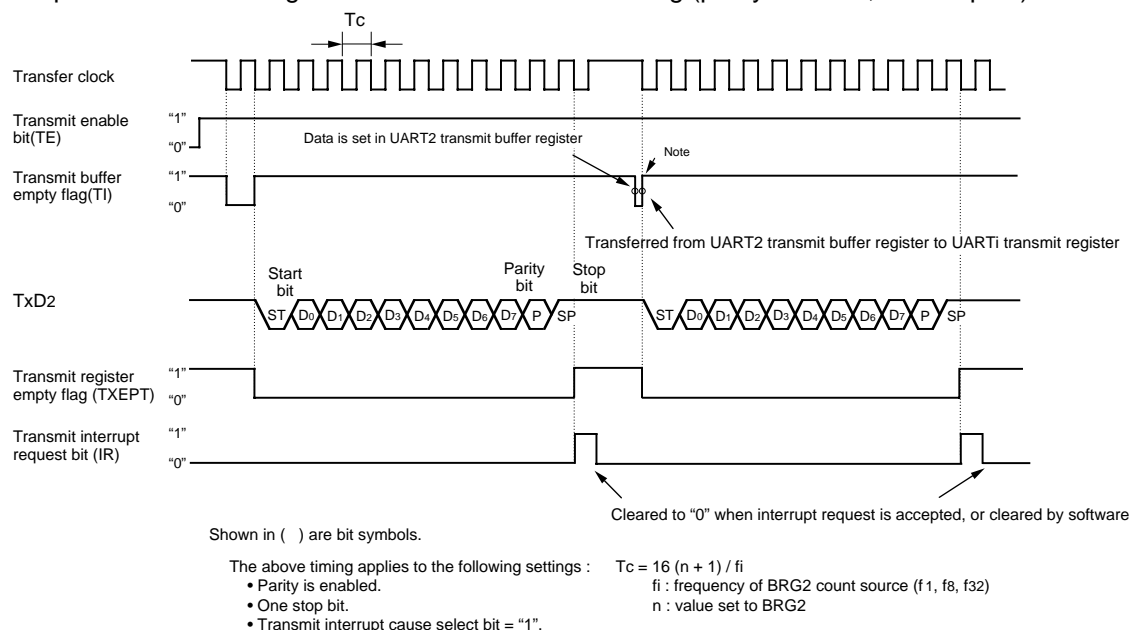 Tc
Transfer clock
Transmit enable
bit(TE)
“1”
“0”
Data is set in UART2 transmit buffer register
Note
Transmit buffer
empty flag(TI)
“1”
“0”
Transferred from UART2 transmit buffer register to UARTi transmit register
Start
bit
Parity
bit
Stop
bit
TxD2
ST D0 D1 D2 D3 D4 D5 D6 D7 P SP
ST D0 D1 D2 D3 D4 D5 D6 D7 P SP
Transmit register
empty flag (TXEPT)
“1”
“0”
Transmit interrupt
request bit (IR)
“1”
“0”
Cleared to “0” when interrupt request is accepted, or cleared by software
Shown in ( ) are bit symbols.
The above timing applies to the following settings :
• Parity is enabled.
• One stop bit.
• Transmit interrupt cause select bit = “1”.
Tc = 16 (n + 1) / fi
fi : frequency of BRG2 count source (f1, f8, f32)
n : value set to BRG2